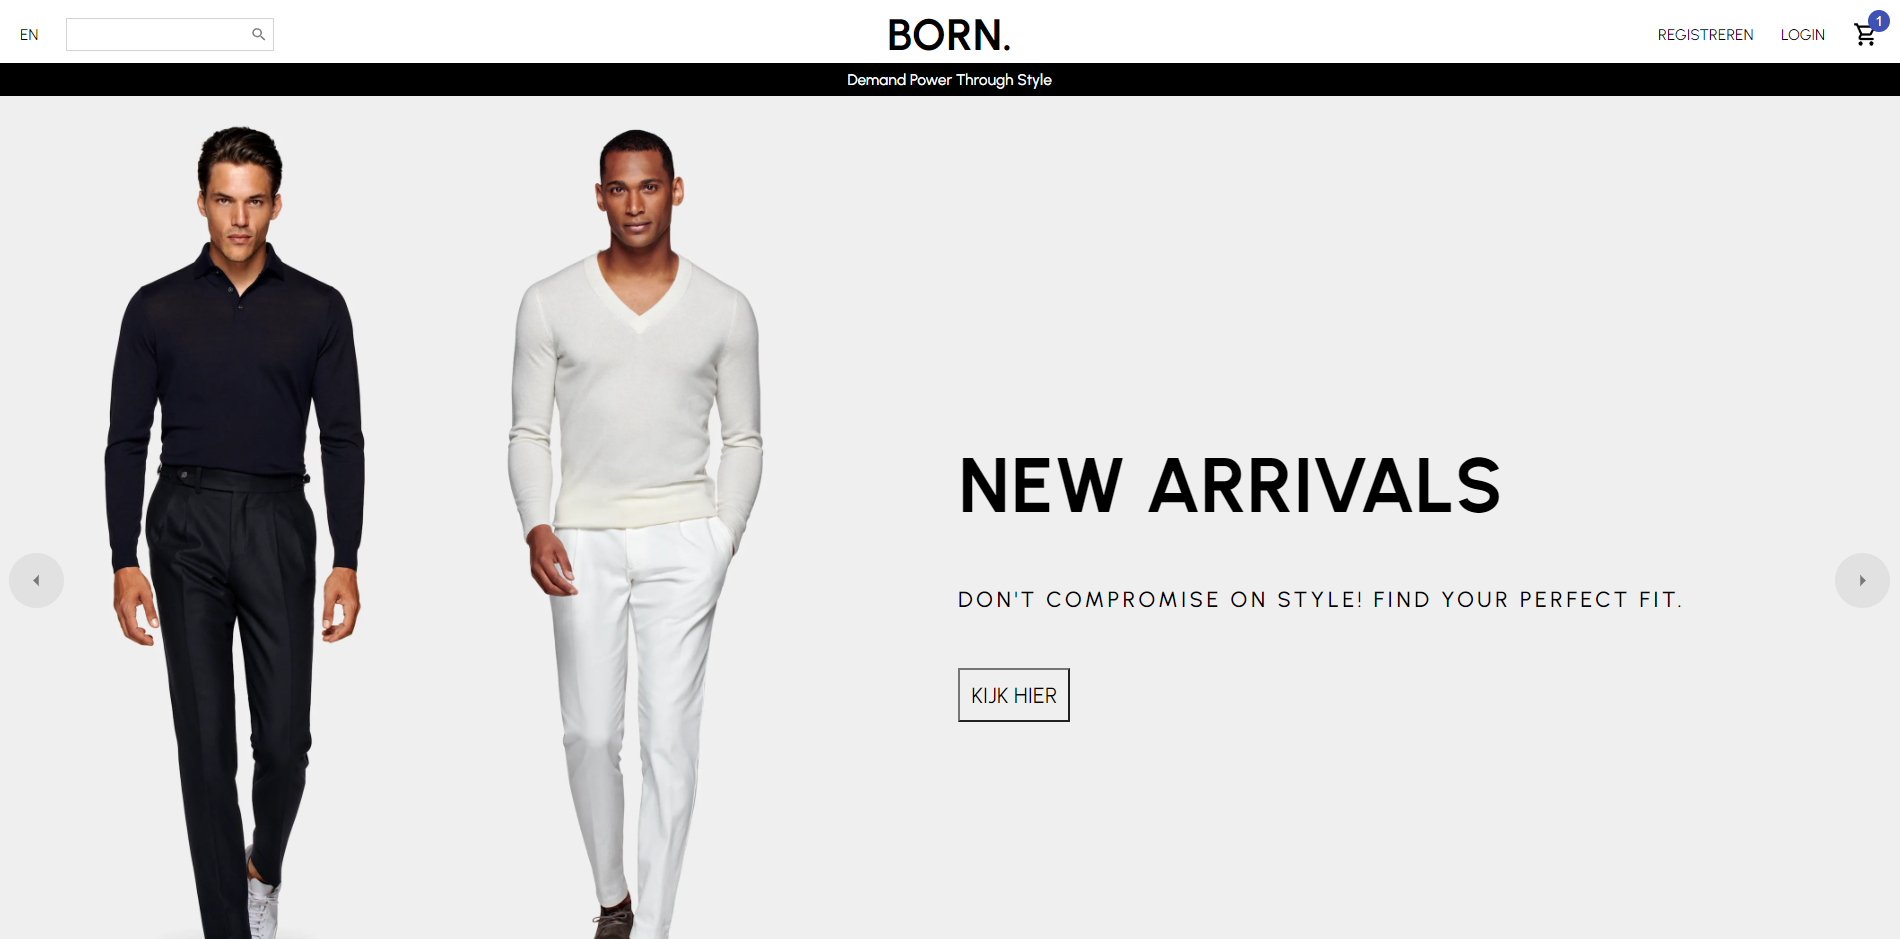 EN
BORN.
REGISTREREN
LOGIN
1
Demand Power Through Style
NEW ARRIVALS
DON'T COMPROMISE ON STYLE! FIND YOUR PERFECT FIT.
KIJK HIER